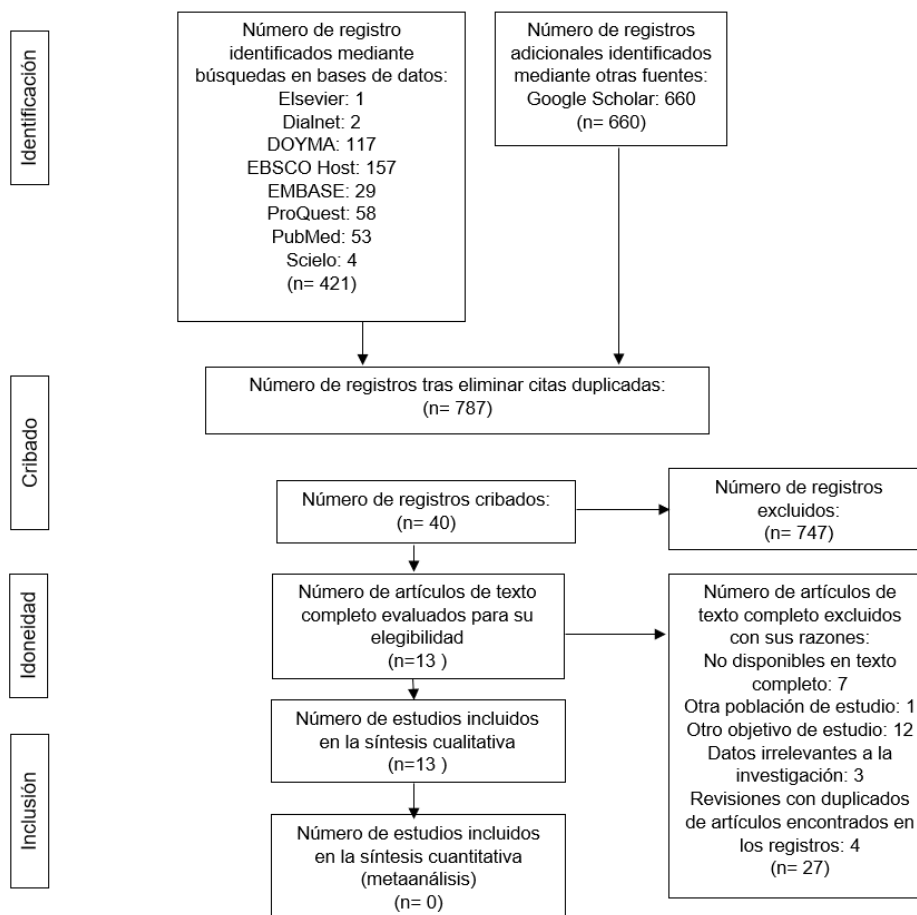 Identificación
Número de registro
identificados mediante
búsquedas en bases de datos:
Elsevier: 1
Dialnet: 2
DOYMA: 117
EBSCO Host: 157
EMBASE: 29
ProQuest: 58
PubMed: 53
Scielo: 4
(n= 421)
Número de registros
adicionales identificados
mediante otras fuentes:
Google Scholar: 660
(n= 660)
Cribado
Número de registros tras eliminar citas duplicadas:
(n= 787)
Número de registros cribados:
(n= 40)
Número de registros
excluidos:
(n= 747)
Idoneidad
Número de artículos de texto
completo evaluados para su
elegibilidad
(n=13 )
Número de artículos de
texto completo excluidos
con sus razones:
No disponibles en texto
completo: 7
Otra población de estudio: 1
Otro objetivo de estudio: 12
Datos irrelevantes a la
investigación: 3
Revisiones con duplicados
de artículos encontrados en
los registros: 4
(n= 27)
Inclusión
Número de estudios incluidos
en la síntesis cualitativa
(n=13 )
Número de estudios incluidos
en la síntesis cuantitativa
(metaanálisis)
(n= 0)